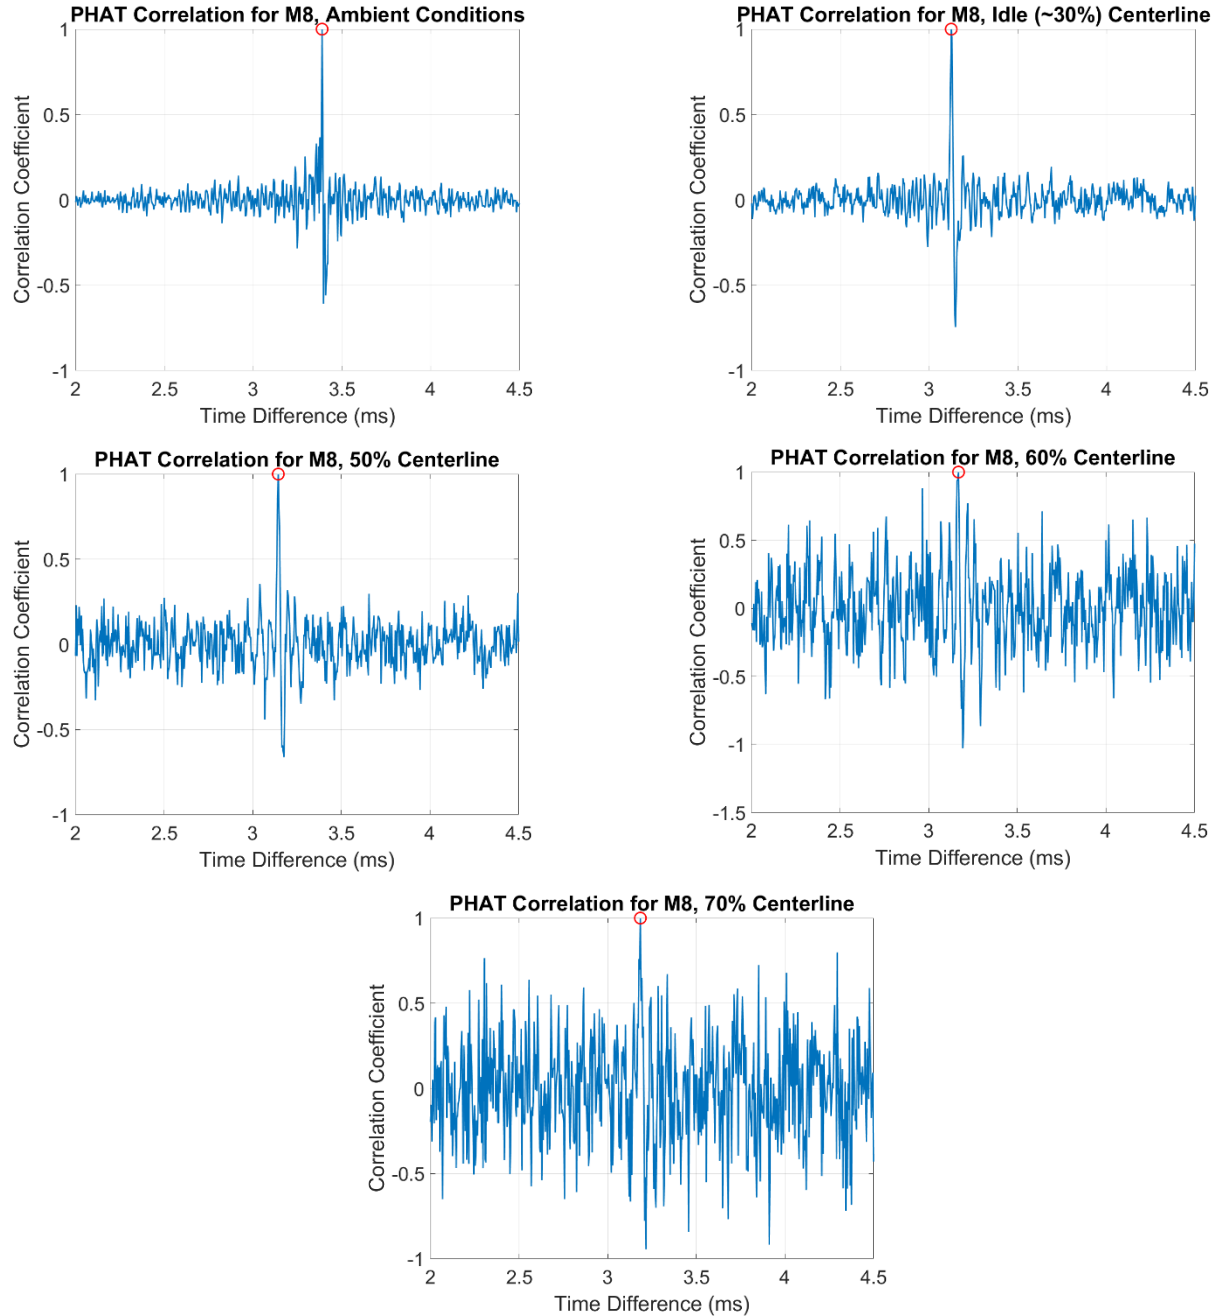 PHAT Correlation for M8, Ambient Conditions
1
0.5
0
-0.5
-1
Correlation Coefficient
2 2.5 3 3.5 4 4.5
Time Difference (ms)
PHAT Correlation for M8, Idle (~30%) Centerline
1
0.5
0
-0.5
-1
Correlation Coefficient
2 2.5 3 3.5 4 4.5
Time Difference (ms)
PHAT Correlation for M8, 50% Centerline
1
0.5
0
-0.5
-1
Correlation Coefficient
2 2.5 3 3.5 4 4.5
Time Difference (ms)
PHAT Correlation for M8, 60% Centerline
1
0.5
0
-0.5
-1
-1.5
Correlation Coefficient
2 2.5 3 3.5 4 4.5
Time Difference (ms)
PHAT Correlation for M8, 70% Centerline
1
0.5
0
-0.5
-1
Correlation Coefficient
2 2.5 3 3.5 4 4.5
Time Difference (ms)